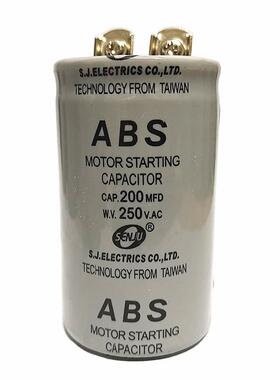 S.J.ELECTRICS CO.,LTD.
TECHNOLOGY FROM TAIWAN
ABS
MOTOR STARTING
CAPACITOR
CAP. 200 MFD
W.V. 250 V.AC
SENJU ®
S.J.ELECTRICS CO.,LTD.
TECHNOLOGY FROM TAIWAN
ABS
MOTOR STARTING
CAPACITOR